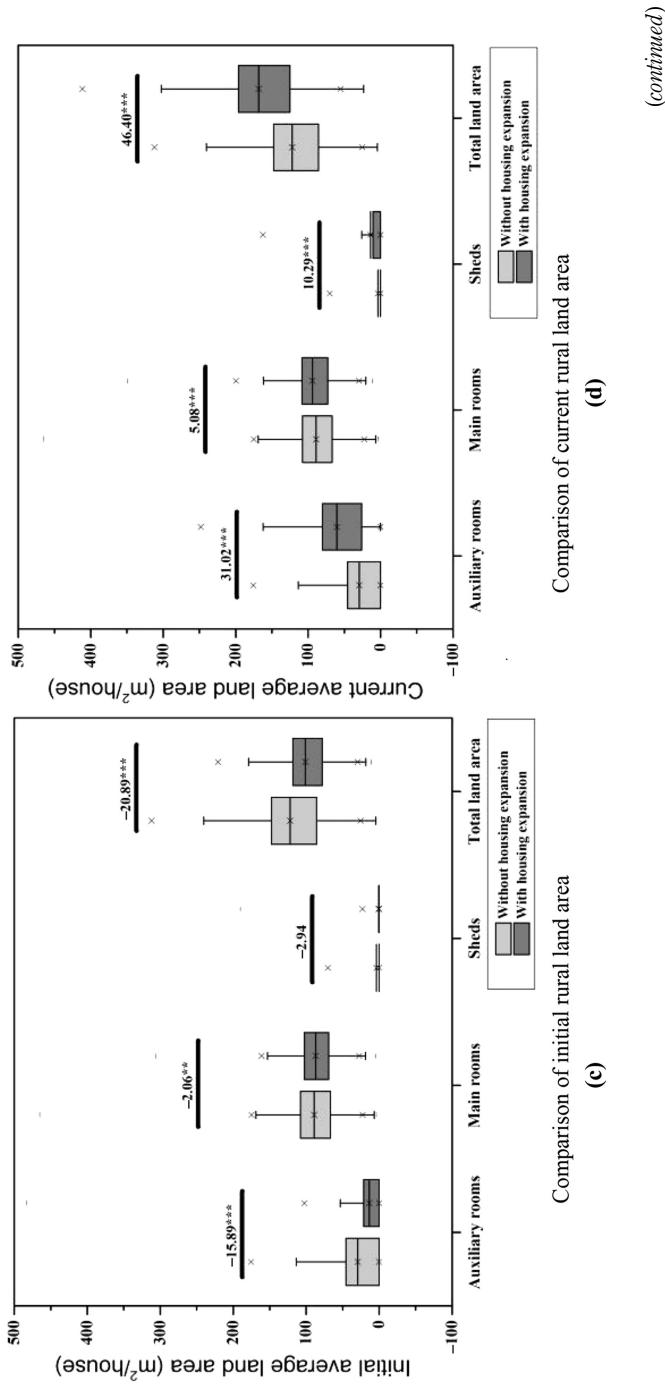 500
400
300
200
100
0
-100
Initial average land area (m²/house)
−15.89***
−2.06**
−2.94
−20.89***
Auxiliary rooms
Main rooms
Sheds
Total land area
Without housing expansion
With housing expansion
Comparison of initial rural land area
(c)
500
400
300
200
100
0
-100
Current average land area (m²/house)
31.02***
5.08***
10.29***
46.40***
Auxiliary rooms
Main rooms
Sheds
Total land area
Without housing expansion
With housing expansion
Comparison of current rural land area
(d)
(continued)